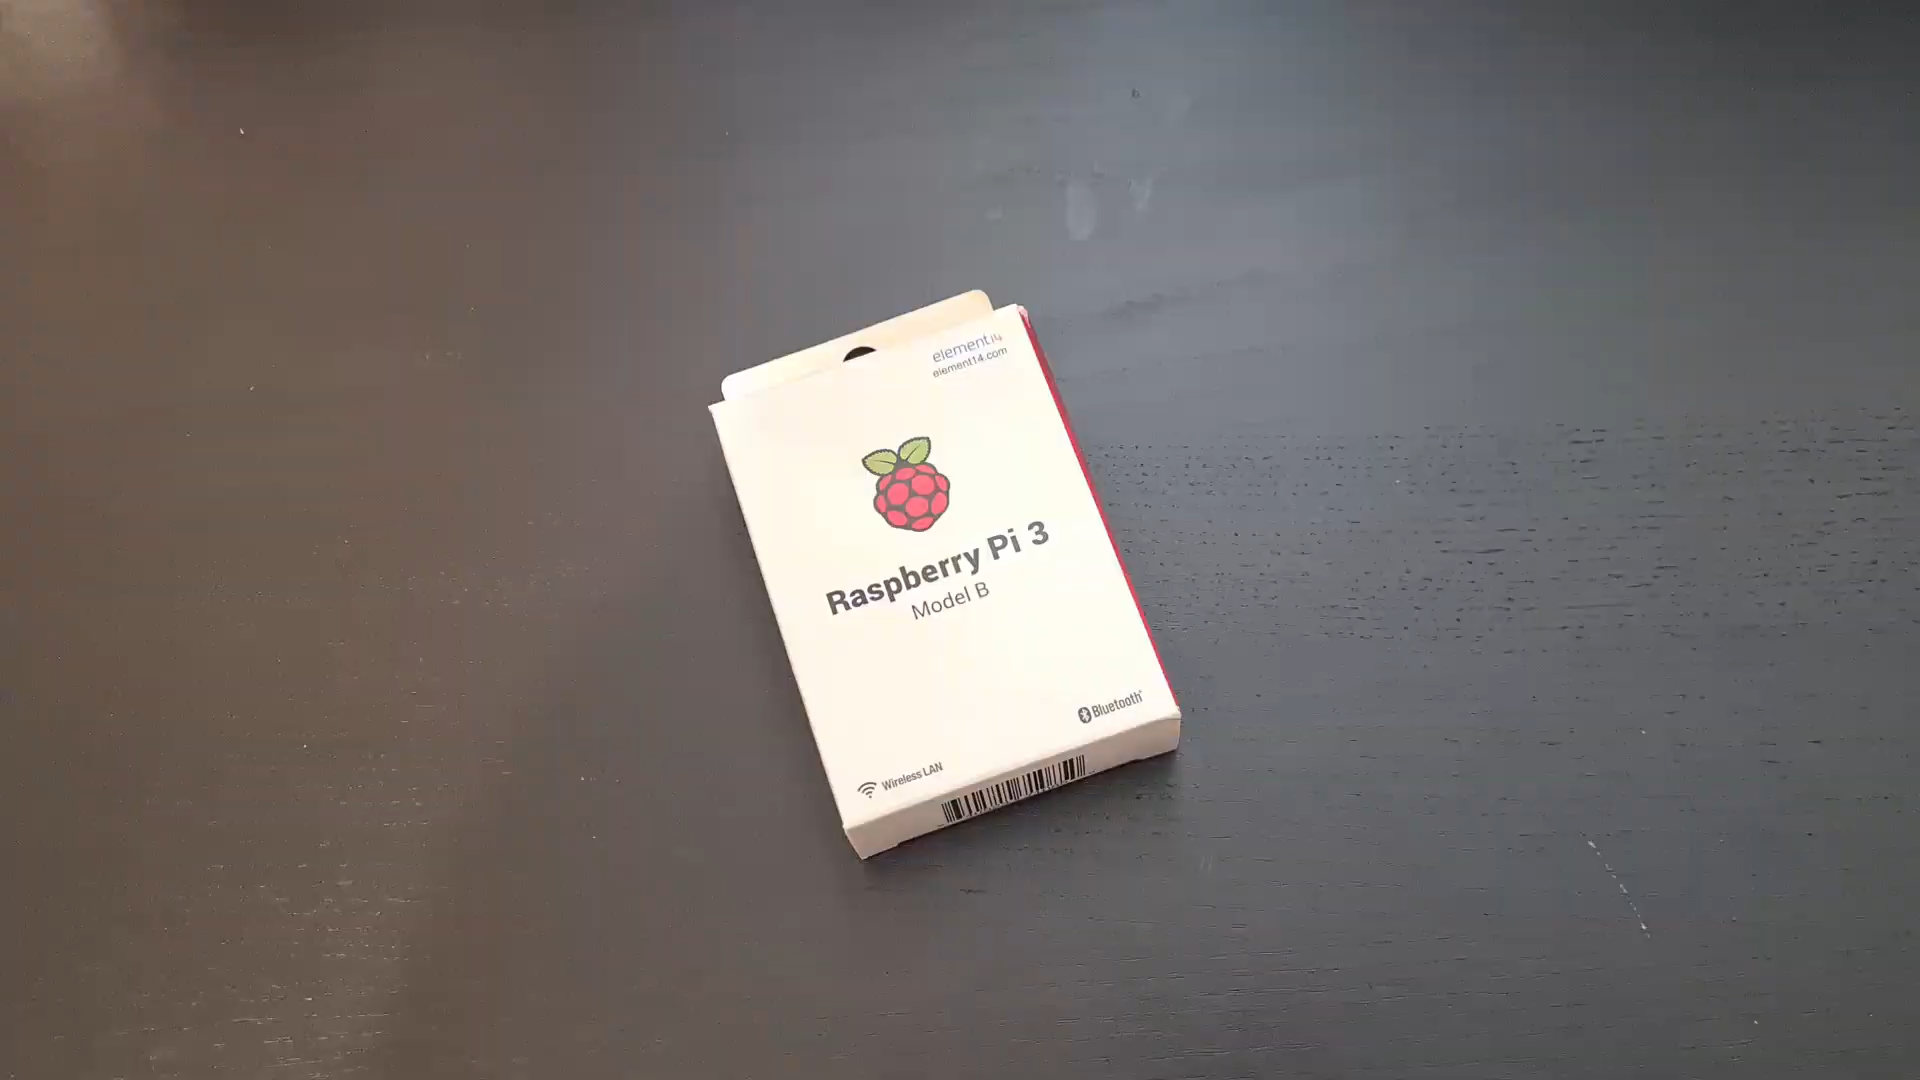 element14
element14.com
Raspberry Pi 3
Model B
Bluetooth®
Wireless LAN